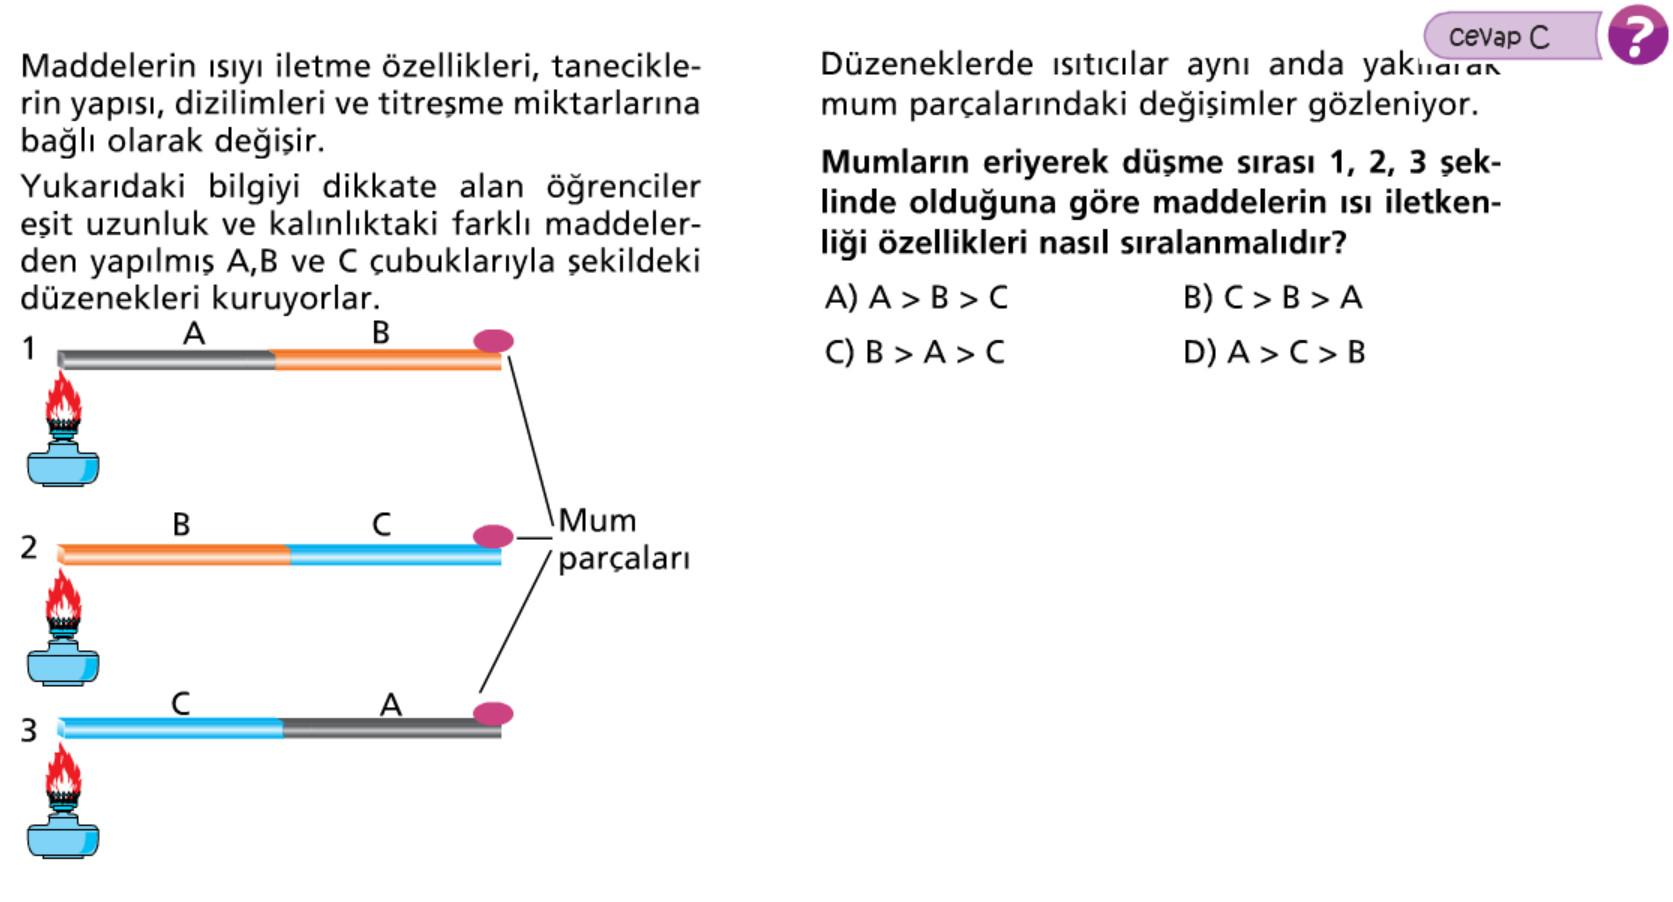 Maddelerin ısıyı iletme özellikleri, tanecikle-
rin yapısı, dizilimleri ve titreşme miktarlarına
bağlı olarak değişir.
Yukarıdaki bilgiyi dikkate alan öğrenciler
eşit uzunluk ve kalınlıktaki farklı maddeler-
den yapılmış A,B ve C çubuklarıyla şekildeki
düzenekleri kuruyorlar.
1
A
B
2
B
C
Mum
parçaları
3
C
A
cevap C
?
Düzeneklerde ısıtıcılar aynı anda yakılarak
mum parçalarındaki değişimler gözleniyor.
Mumların eriyerek düşme sırası 1, 2, 3 şek-
linde olduğuna göre maddelerin ısı iletken-
liği özellikleri nasıl sıralanmalıdır?
A) A > B > C
B) C > B > A
C) B > A > C
D) A > C > B